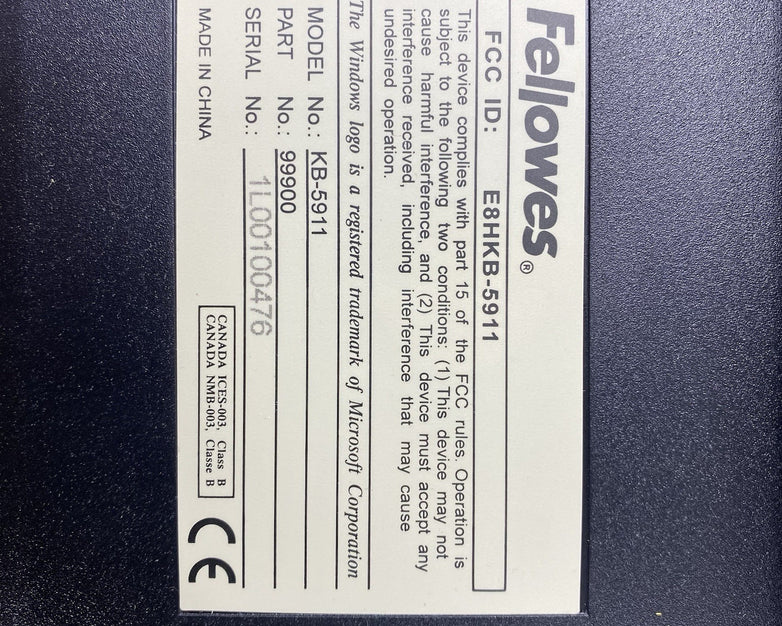 Fellowes®
FCC ID: E8HKB-5911
This device complies with part 15 of the FCC rules. Operation is
subject to the following two conditions: (1) This device may not
cause harmful interference, and (2) This device must accept any
interference received, including interference that may cause
undesired operation.
The Windows logo is a registered trademark of Microsoft Corporation
MODEL No.: KB-5911
PART No.: 99900
SERIAL No.: 1L00100476
MADE IN CHINA
CANADA ICES-003, Class B
CANADA NMB-003, Classe B
CE